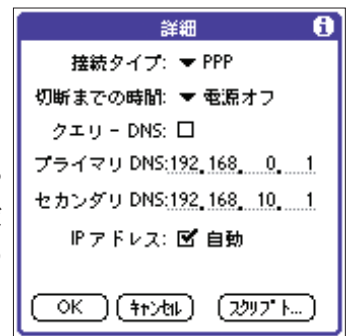 詳細
接続タイプ: PPP
切断までの時間: 電源オフ
クエリ - DNS:
プライマリ DNS:192.168. 0. 1
セカンダリ DNS:192.168. 10. 1
IP アドレス: 自動
OK ｷｬﾝｾﾙ ｽｸﾘﾌﾟﾄ...